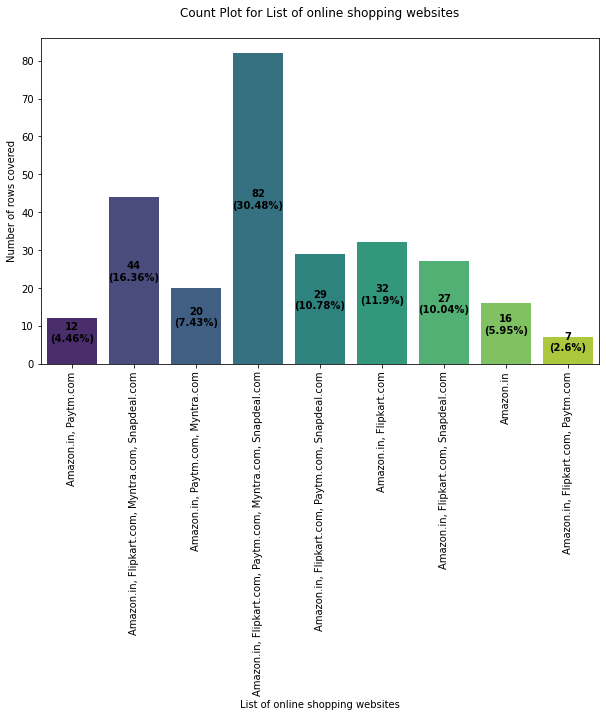 Count Plot for List of online shopping websites
Number of rows covered
80
70
60
50
40
30
20
10
0
12
(4.46%)
44
(16.36%)
20
(7.43%)
82
(30.48%)
29
(10.78%)
32
(11.9%)
27
(10.04%)
16
(5.95%)
7
(2.6%)
Amazon.in, Paytm.com
Amazon.in, Flipkart.com, Myntra.com, Snapdeal.com
Amazon.in, Paytm.com, Myntra.com
Amazon.in, Flipkart.com, Paytm.com, Myntra.com, Snapdeal.com
Amazon.in, Flipkart.com, Paytm.com, Snapdeal.com
Amazon.in, Flipkart.com
Amazon.in, Flipkart.com, Snapdeal.com
Amazon.in
Amazon.in, Flipkart.com, Paytm.com
List of online shopping websites